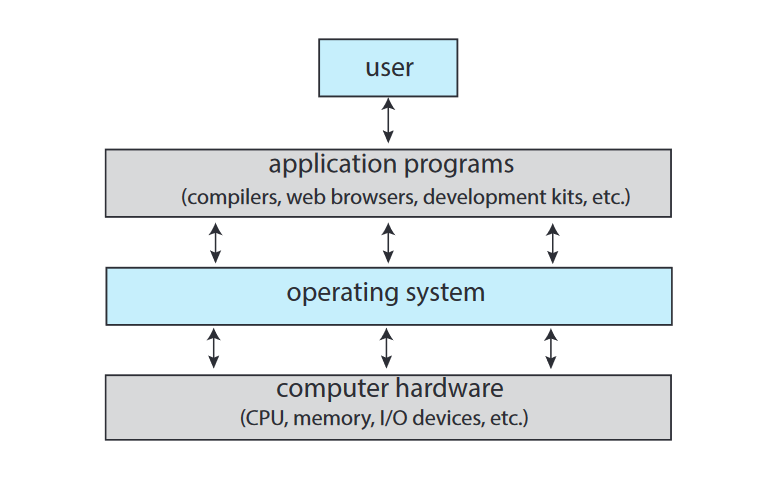 user
application programs
(compilers, web browsers, development kits, etc.)
operating system
computer hardware
(CPU, memory, I/O devices, etc.)